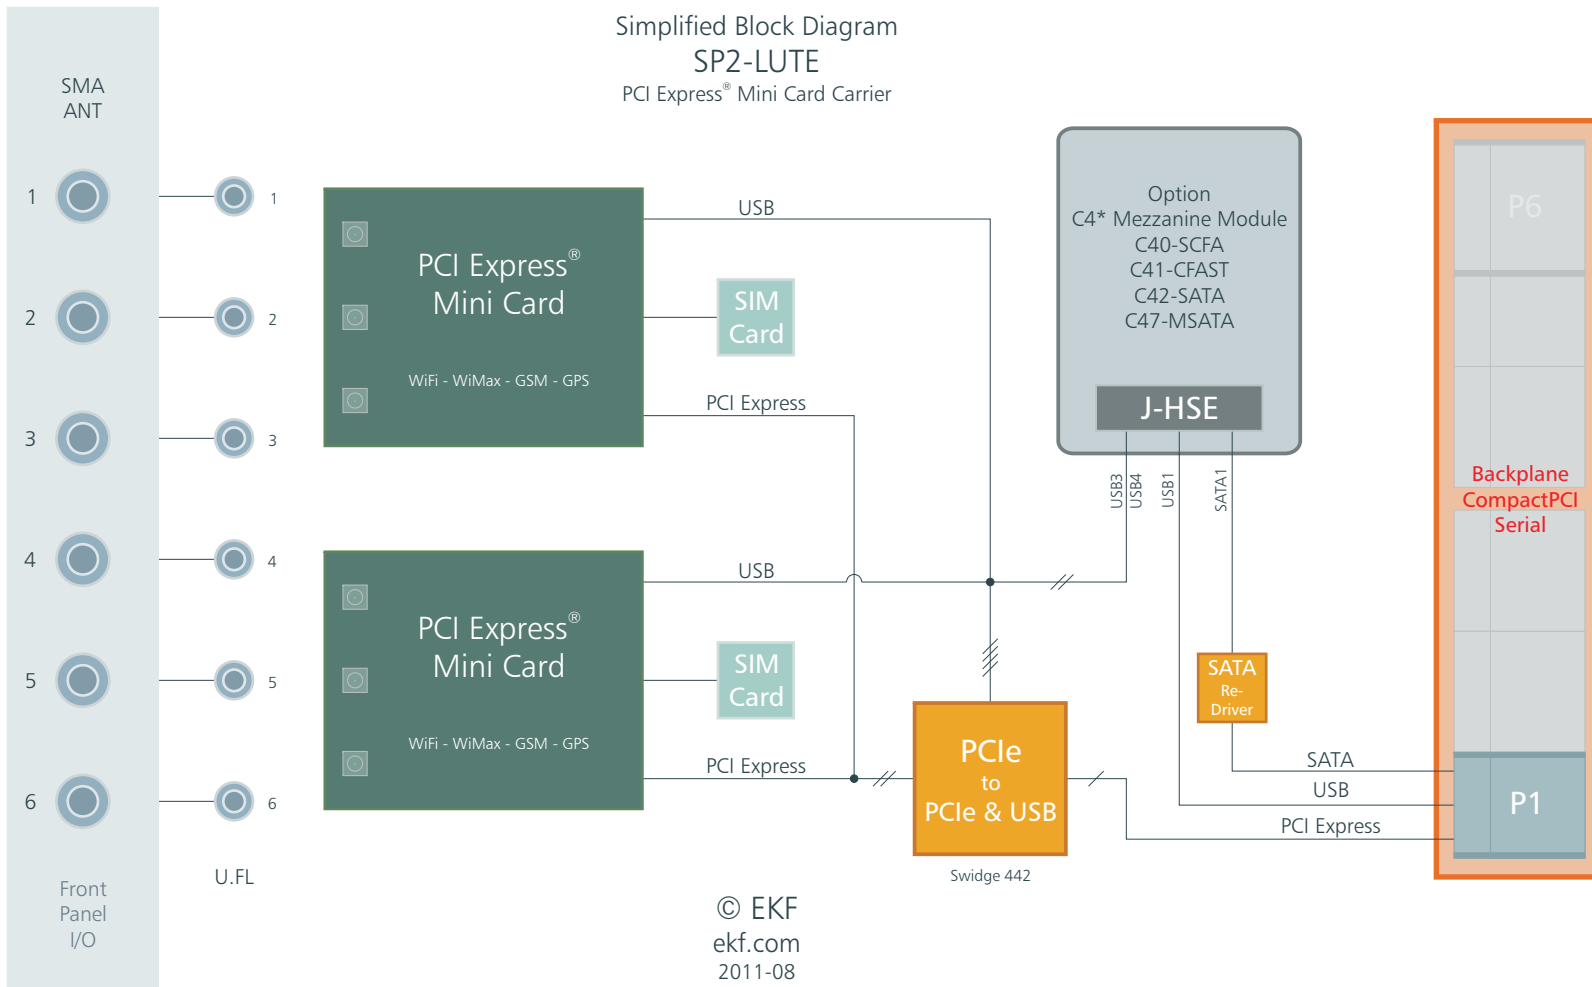 Simplified Block Diagram
SP2-LUTE
PCI Express® Mini Card Carrier
SMA
ANT
1
2
3
4
5
6
Front
Panel
I/O
1
2
3
4
5
6
U.FL
PCI Express®
Mini Card
WiFi - WiMax - GSM - GPS
USB
SIM
Card
PCI Express
PCI Express®
Mini Card
WiFi - WiMax - GSM - GPS
USB
SIM
Card
PCI Express
Option
C4* Mezzanine Module
C40-SCFA
C41-CFAST
C42-SATA
C47-MSATA
J-HSE
USB3
USB4
USB1
SATA1
SATA
Re-
Driver
PCIe
to
PCIe & USB
Swidge 442
SATA
USB
PCI Express
P6
Backplane
CompactPCI
Serial
P1
© EKF
ekf.com
2011-08